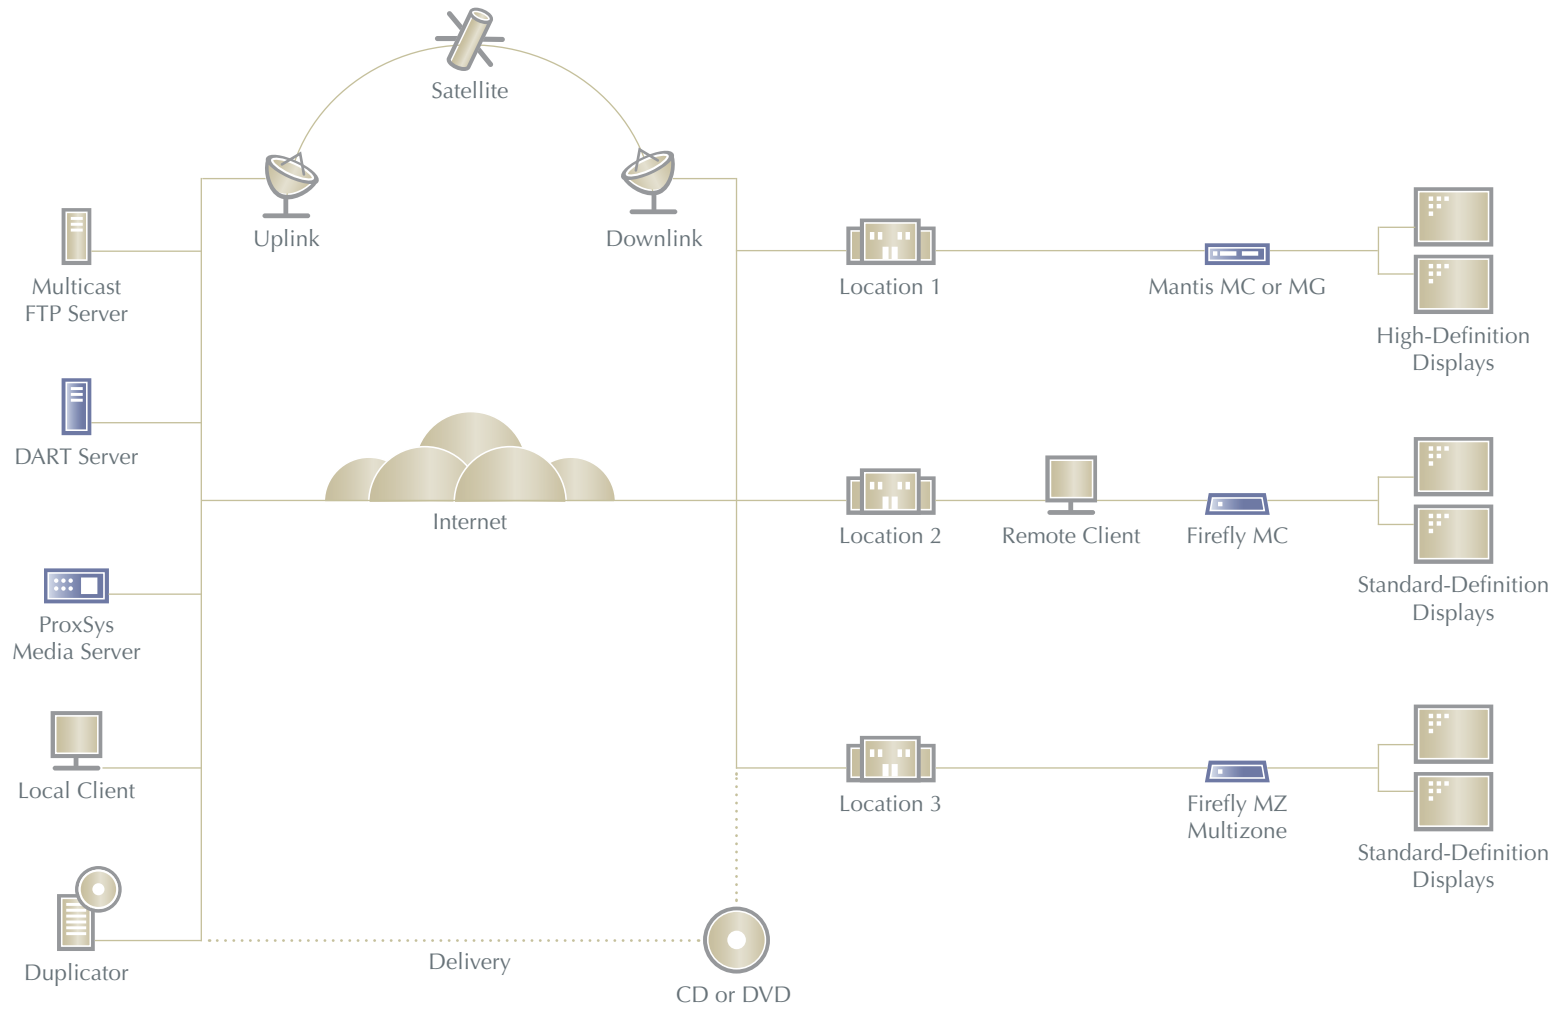 Satellite
Uplink
Downlink
Multicast
FTP Server
Location 1
Mantis MC or MG
High-Definition
Displays
DART Server
Internet
Location 2
Remote Client
Firefly MC
Standard-Definition
Displays
ProxSys
Media Server
Local Client
Location 3
Firefly MZ
Multizone
Standard-Definition
Displays
Duplicator
Delivery
CD or DVD